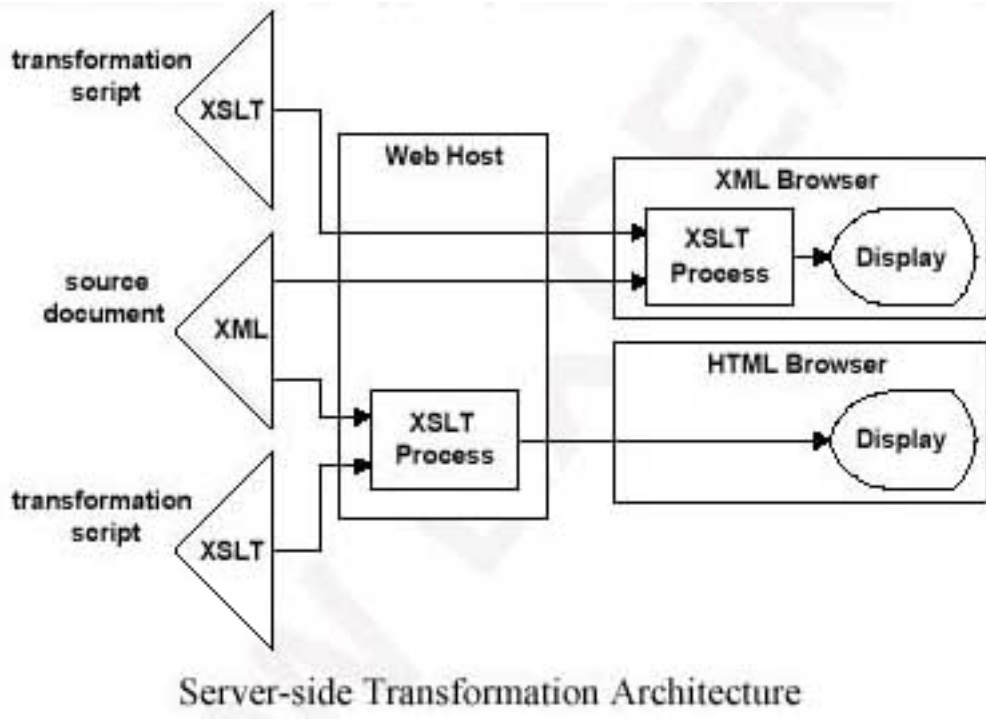 transformation
script
XSLT
Web Host
XML Browser
XSLT
Process
Display
source
document
XML
HTML Browser
XSLT
Process
Display
transformation
script
XSLT
Server-side Transformation Architecture